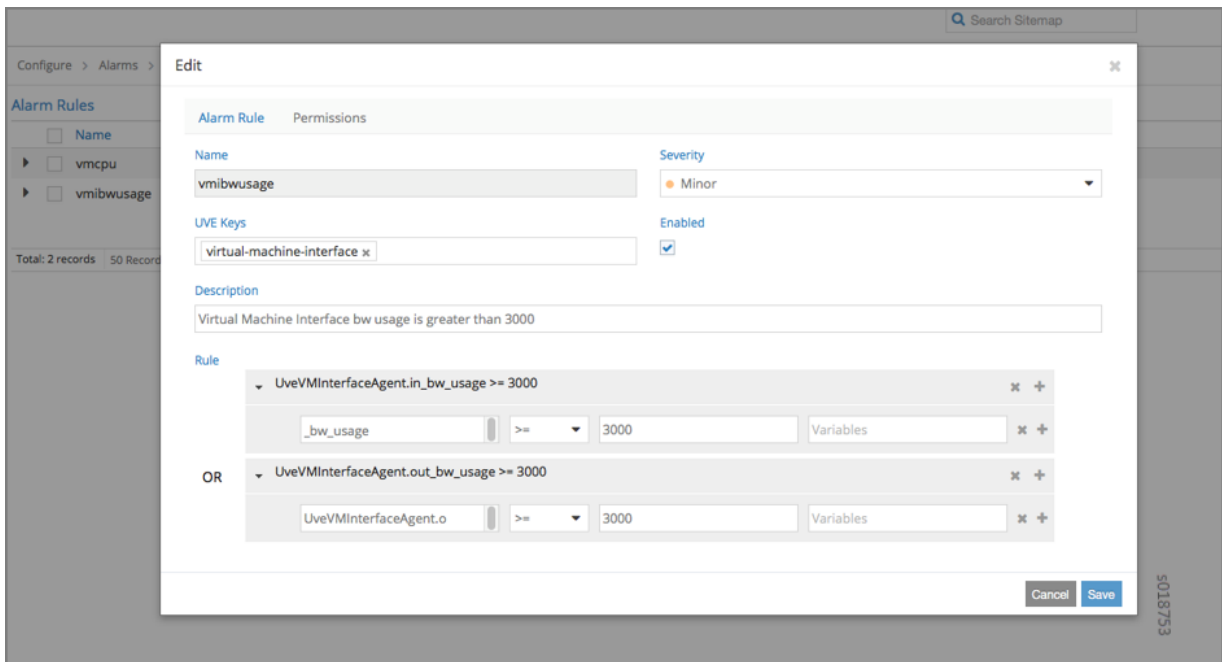 Search Sitemap
Configure > Alarms >
Edit
Alarm Rules
Alarm Rule Permissions
Name
vmcpu
vmibwusage
Total: 2 records 50 Record
Name Severity
vmibwusage Minor
UVE Keys Enabled
virtual-machine-interface x
Description
Virtual Machine Interface bw usage is greater than 3000
Rule
UveVMInterfaceAgent.in_bw_usage >= 3000
_bw_usage >= 3000 Variables
OR UveVMInterfaceAgent.out_bw_usage >= 3000
UveVMInterfaceAgent.o >= 3000 Variables
Cancel Save
s018753